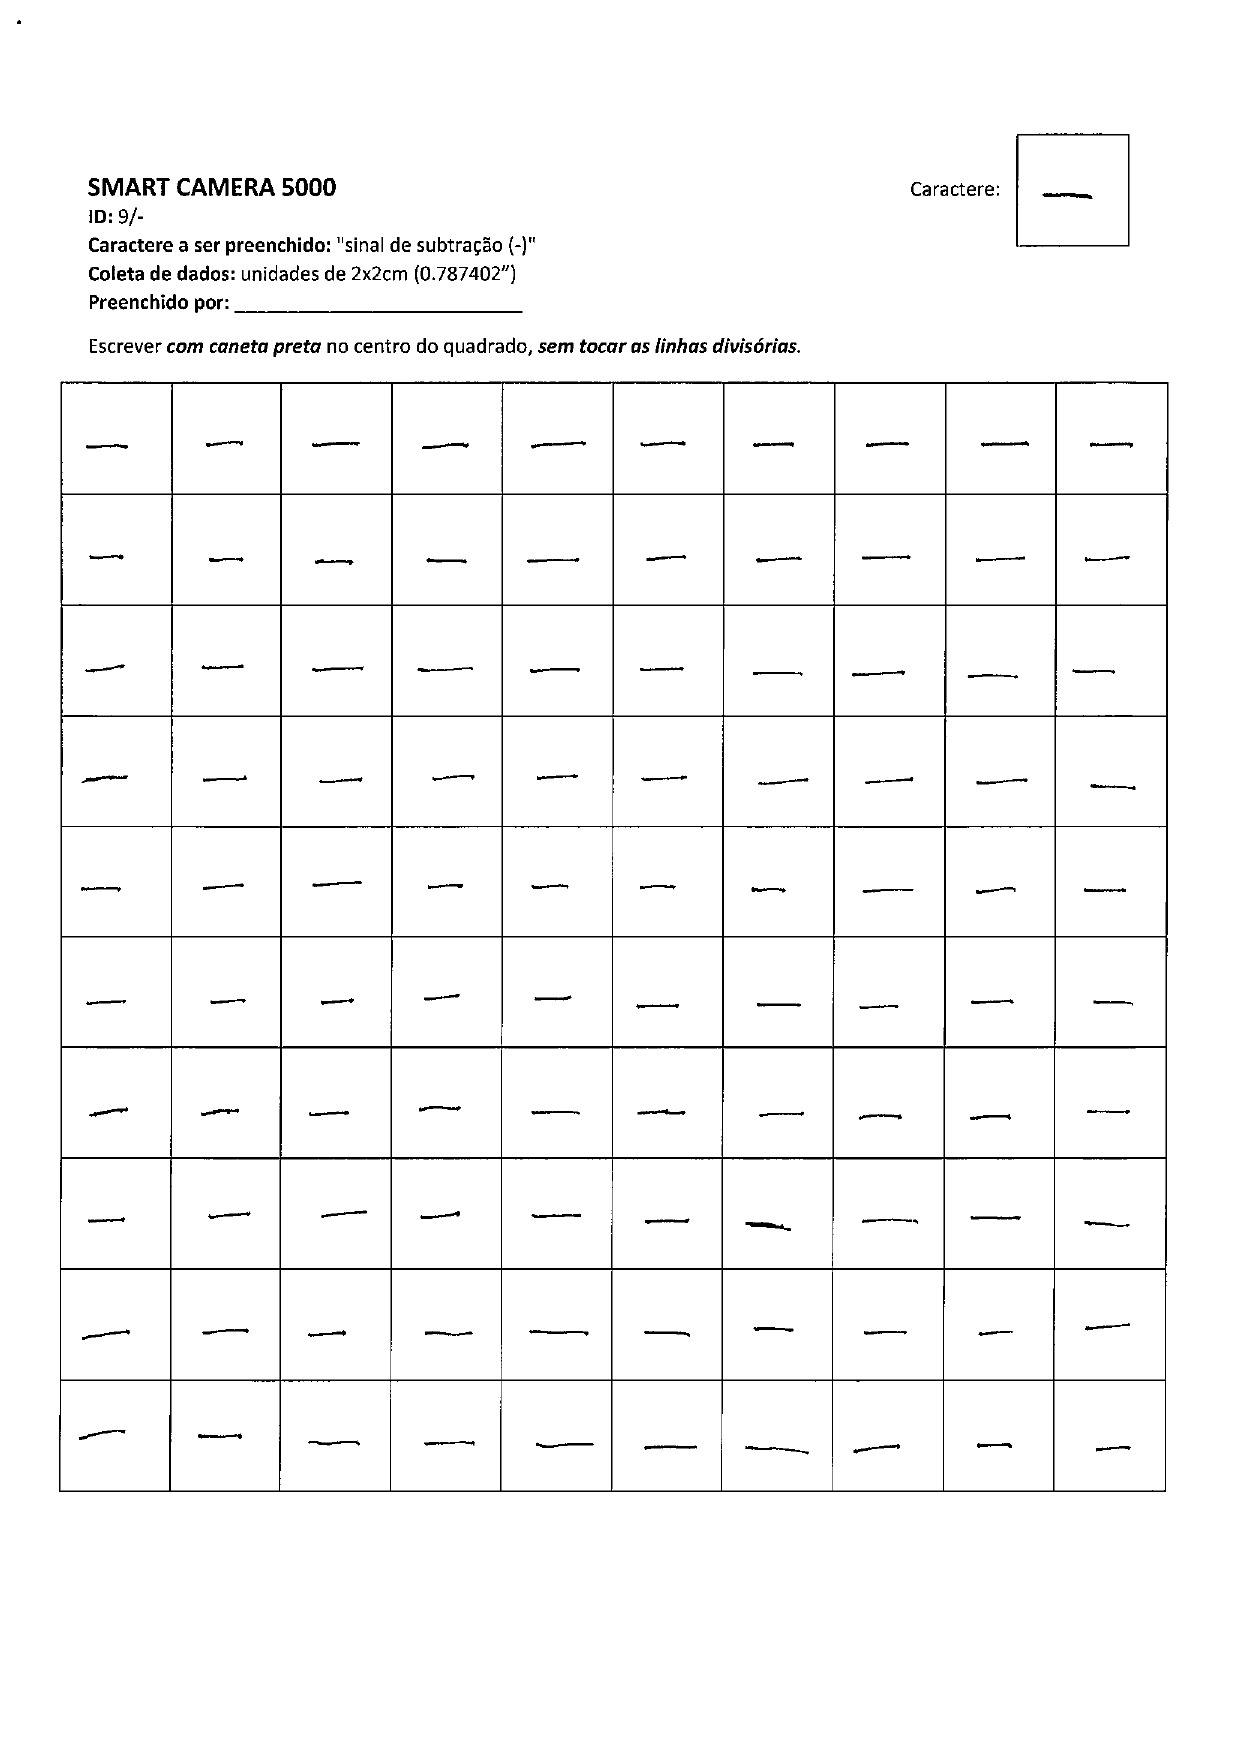 SMART CAMERA 5000
Caractere: —
ID: 9/-
Caractere a ser preenchido: "sinal de subtração (-)"
Coleta de dados: unidades de 2x2cm (0.787402")
Preenchido por: ___________________________
Escrever com caneta preta no centro do quadrado, sem tocar as linhas divisórias.
— — — — — — — — — —
— — — — — — — — — —
— — — — — — — — — —
— — — — — — — — — —
— — — — — — — — — —
— — — — — — — — — —
— — — — — — — — — —
— — — — — — — — — —
— — — — — — — — — —
— — — — — — — — — —